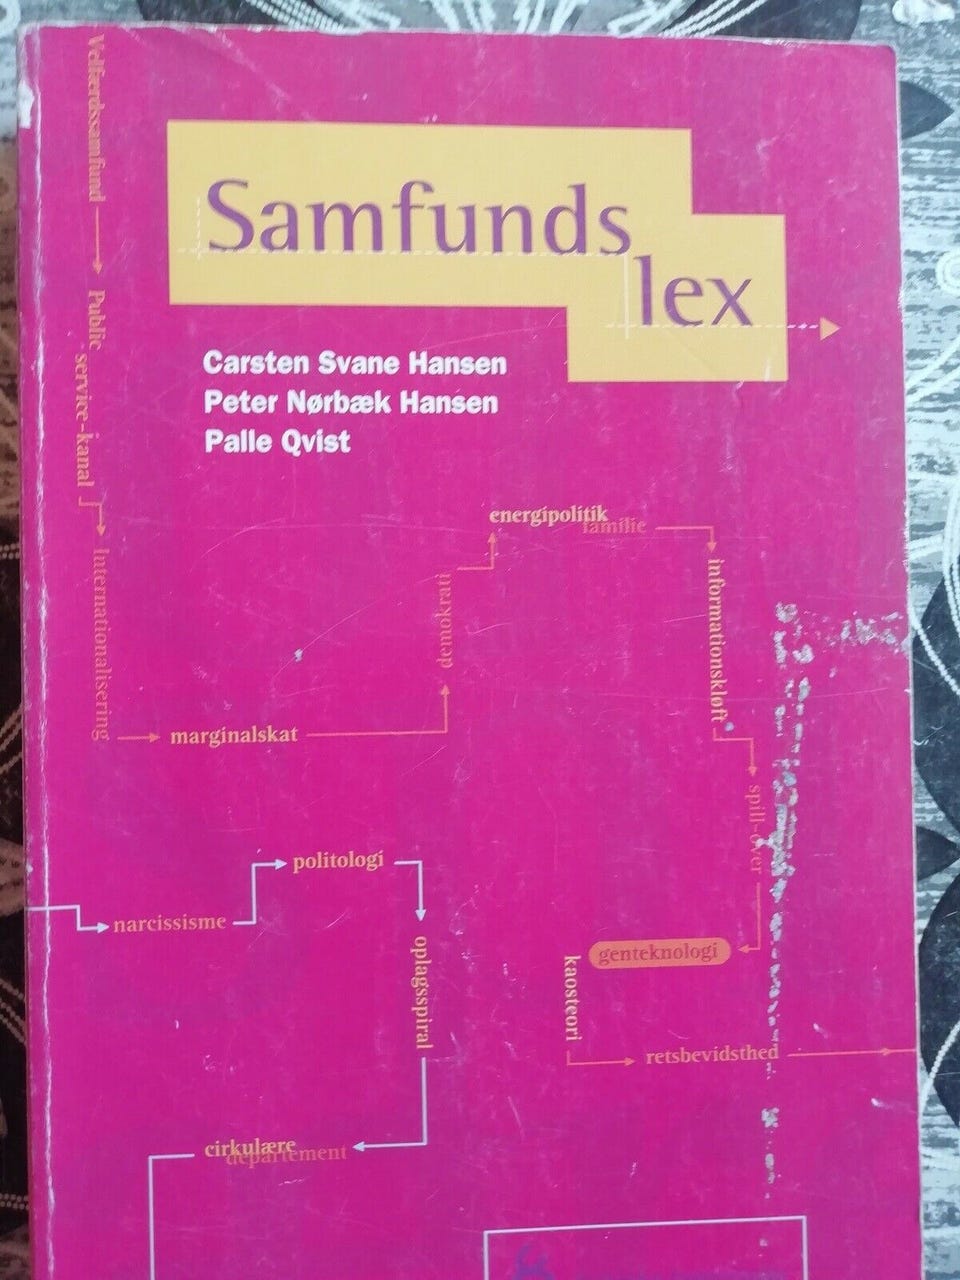 Samfunds
lex
Carsten Svane Hansen
Peter Nørbæk Hansen
Palle Qvist
Velfærdssamfund
Public
service-kanal
Internationalisering
marginalskat
demokrati
energipolitik
familie
informationskløft
spill-over
genteknologi
kaosteori
retsbevidsthed
narcissisme
politologi
oplagsspiral
cirkulære
departement